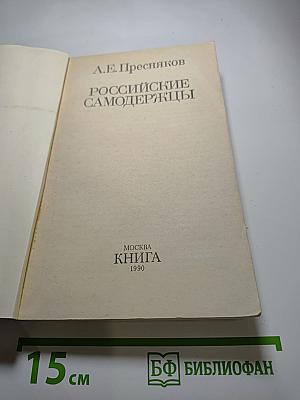 А.Е.Пресняков
РОССИЙСКИЕ
САМОДЕРЖЦЫ
МОСКВА
КНИГА
1990
15 см
БФ БИБЛИОФАН